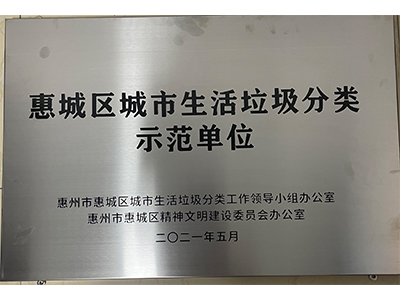 惠城区城市生活垃圾分类
示范单位
惠州市惠城区城市生活垃圾分类工作领导小组办公室
惠州市惠城区精神文明建设委员会办公室
二〇二一年五月